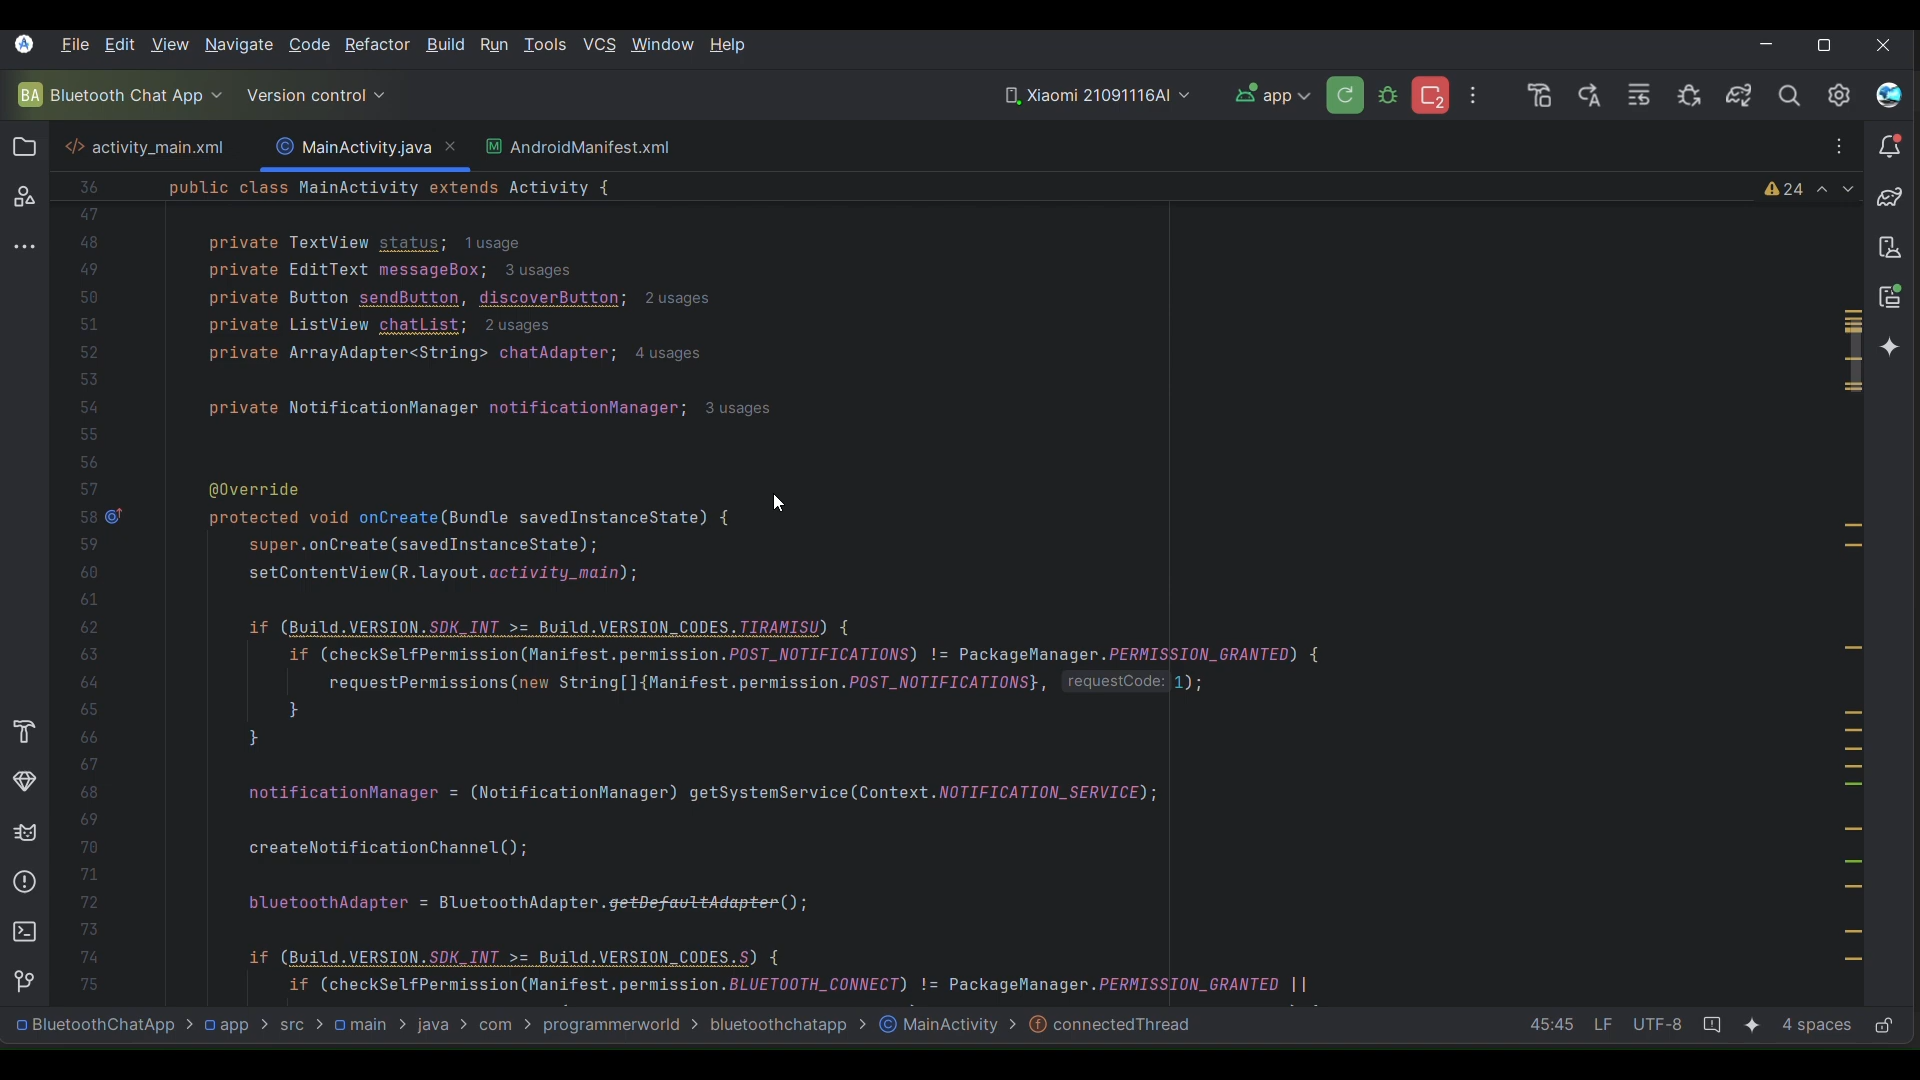 File Edit View Navigate Code Refactor Build Run Tools VCS Window Help
BA Bluetooth Chat App Version control Xiaomi 21091116AI app 2
activity_main.xml MainActivity.java AndroidManifest.xml
36 public class MainActivity extends Activity { 24
47
48 private TextView status; 1 usage
49 private EditText messageBox; 3 usages
50 private Button sendButton, discoverButton; 2 usages
51 private ListView chatList; 2 usages
52 private ArrayAdapter<String> chatAdapter; 4 usages
53
54 private NotificationManager notificationManager; 3 usages
55
56
57 @Override
58 protected void onCreate(Bundle savedInstanceState) {
59 super.onCreate(savedInstanceState);
60 setContentView(R.layout.activity_main);
61
62 if (Build.VERSION.SDK_INT >= Build.VERSION_CODES.TIRAMISU) {
63 if (checkSelfPermission(Manifest.permission.POST_NOTIFICATIONS) != PackageManager.PERMISSION_GRANTED) {
64 requestPermissions(new String[]{Manifest.permission.POST_NOTIFICATIONS}, requestCode: 1);
65 }
66 }
67
68 notificationManager = (NotificationManager) getSystemService(Context.NOTIFICATION_SERVICE);
69
70 createNotificationChannel();
71
72 bluetoothAdapter = BluetoothAdapter.getDefaultAdapter();
73
74 if (Build.VERSION.SDK_INT >= Build.VERSION_CODES.S) {
75 if (checkSelfPermission(Manifest.permission.BLUETOOTH_CONNECT) != PackageManager.PERMISSION_GRANTED ||
BluetoothChatApp > app > src > main > java > com > programmerworld > bluetoothchatapp > MainActivity > connectedThread 45:45 LF UTF-8 4 spaces